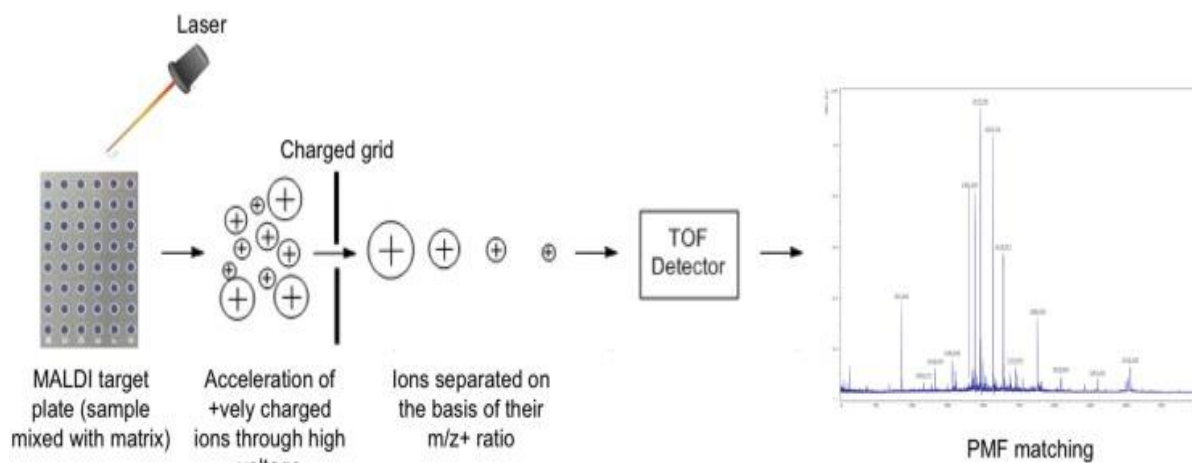 Laser
Charged grid
TOF
Detector
MALDI target
plate (sample
mixed with matrix)
Acceleration of
+vely charged
ions through high
voltage
Ions separated on
the basis of their
m/z+ ratio
PMF matching